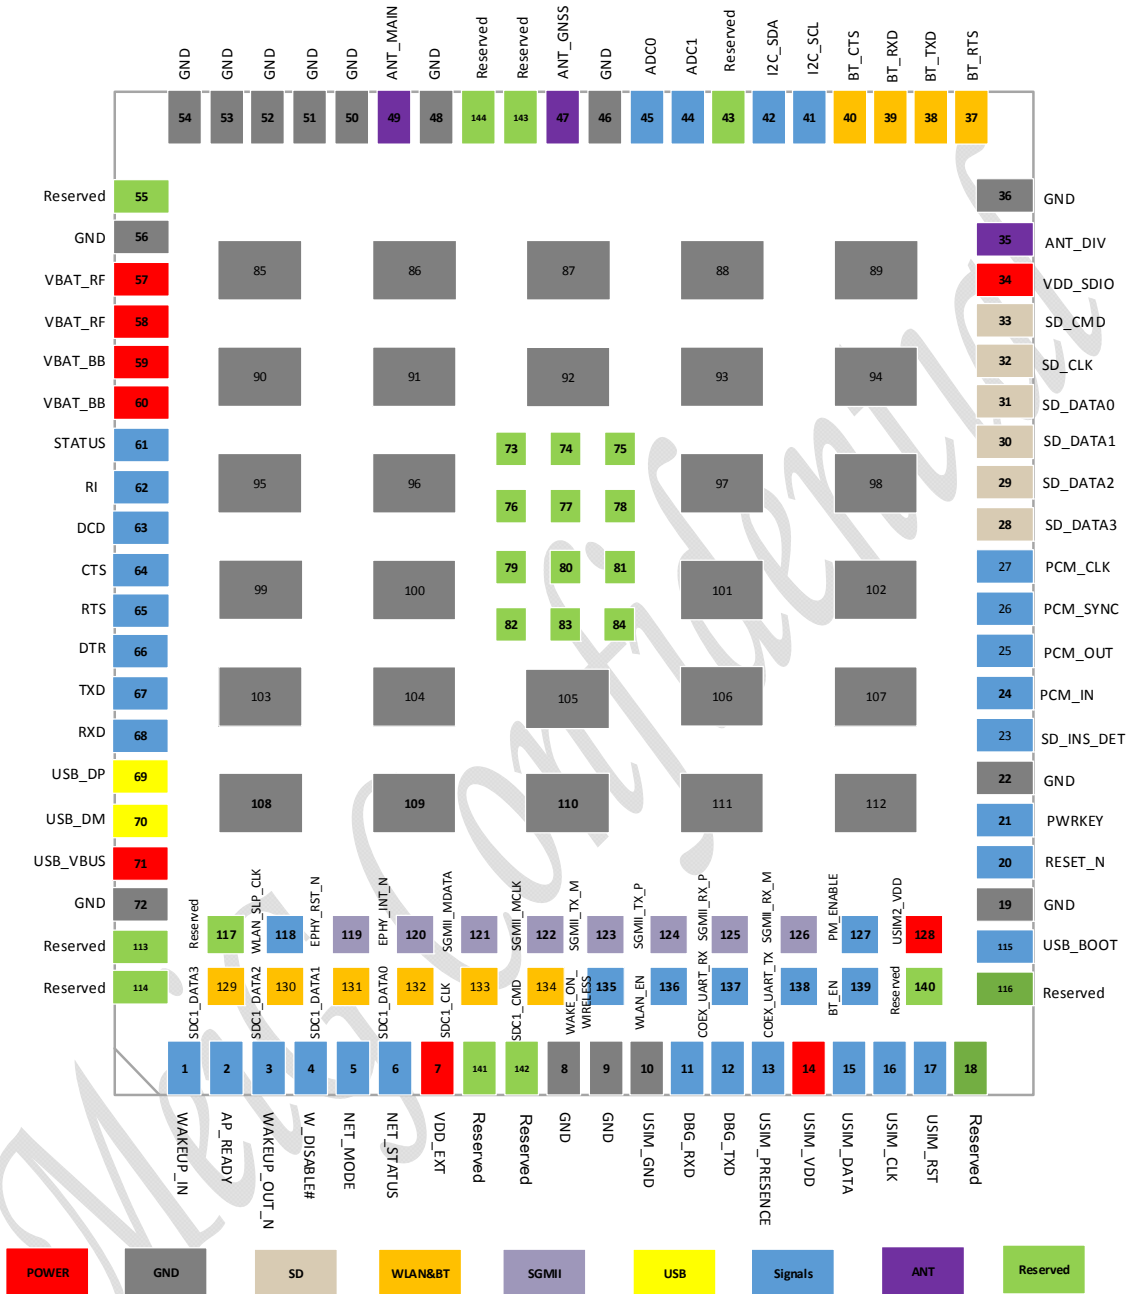 GND
GND
GND
GND
GND
ANT_MAIN
GND
Reserved
Reserved
ANT_GNSS
GND
ADC0
ADC1
Reserved
I2C_SDA
I2C_SCL
BT_CTS
BT_RXD
BT_TXD
BT_RTS
54 53 52 51 50 49 48 144 143 47 46 45 44 43 42 41 40 39 38 37
Reserved 55
GND 56
VBAT_RF 57
VBAT_RF 58
VBAT_BB 59
VBAT_BB 60
STATUS 61
RI 62
DCD 63
CTS 64
RTS 65
DTR 66
TXD 67
RXD 68
USB_DP 69
USB_DM 70
USB_VBUS 71
GND 72
Reserved 113
Reserved 114
85 86 87 88 89
90 91 92 93 94
73 74 75
95 96 97 98
76 77 78
79 80 81
99 100 101 102
82 83 84
103 104 105 106 107
108 109 110 111 112
36 GND
35 ANT_DIV
34 VDD_SDIO
33 SD_CMD
32 SD_CLK
31 SD_DATA0
30 SD_DATA1
29 SD_DATA2
28 SD_DATA3
27 PCM_CLK
26 PCM_SYNC
25 PCM_OUT
24 PCM_IN
23 SD_INS_DET
22 GND
21 PWRKEY
20 RESET_N
19 GND
115 USB_BOOT
116 Reserved
Reserved
WLAN_SLP_CLK
EPHY_RST_N
EPHY_INT_N
SGMII_MDATA
SGMII_MCLK
SGMII_TX_M
SGMII_TX_P
SGMII_RX_P
SGMII_RX_M
PM_ENABLE
USIM2_VDD
117 118 119 120 121 122 123 124 125 126 127 128
SDC1_DATA3
SDC1_DATA2
SDC1_DATA1
SDC1_DATA0
SDC1_CLK
SDC1_CMD
WAKE_ON_
WIRELESS
WLAN_EN
COEX_UART_RX
COEX_UART_TX
BT_EN
Reserved
129 130 131 132 133 134 135 136 137 138 139 140
1 2 3 4 5 6 7 141 142 8 9 10 11 12 13 14 15 16 17 18
WAKEUP_IN
AP_READY
WAKEUP_OUT_N
W_DISABLE#
NET_MODE
NET_STATUS
VDD_EXT
Reserved
Reserved
GND
GND
USIM_GND
DBG_RXD
DBG_TXD
USIM_PRESENCE
USIM_VDD
USIM_DATA
USIM_CLK
USIM_RST
Reserved
POWER GND SD WLAN&BT SGMII USB Signals ANT Reserved
MeiG Confidential